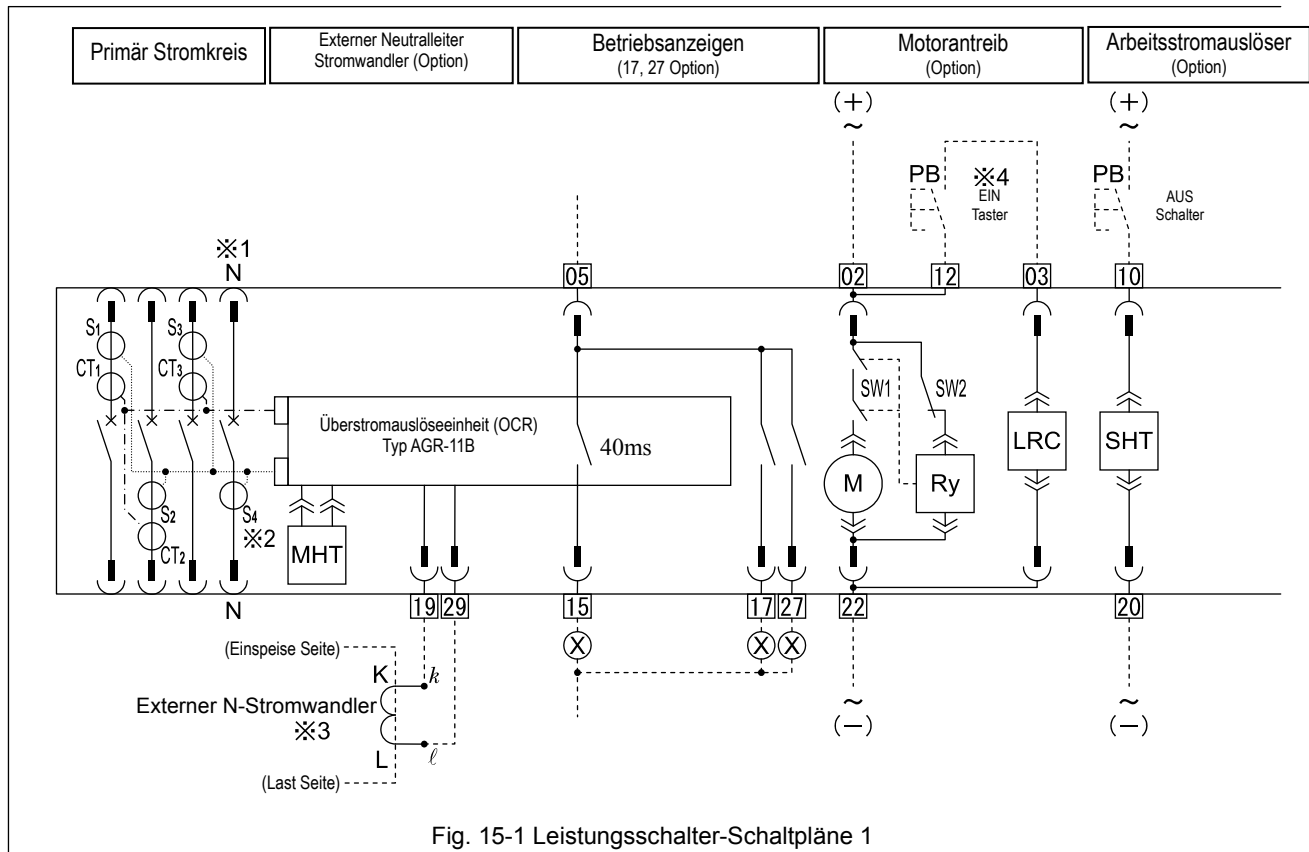 Primär Stromkreis
Externer Neutralleiter
Stromwandler (Option)
Betriebsanzeigen
(17, 27 Option)
Motorantreib
(Option)
Arbeitsstromauslöser
(Option)
(+)
~
(+)
~
PB
※4
EIN
Taster
PB
AUS
Schalter
※1
N
05
02
12
03
10
S1
S3
CT1
CT3
SW1
SW2
Überstromauslöseeinheit (OCR)
Typ AGR-11B
40ms
LRC
SHT
M
Ry
S2
S4
※2
CT2
MHT
N
19
29
15
17
27
22
20
(Einspeise Seite)
X
X
X
K
k
Externer N-Stromwandler
※3
L
ℓ
~
(−)
~
(−)
(Last Seite)
Fig. 15-1 Leistungsschalter-Schaltpläne 1